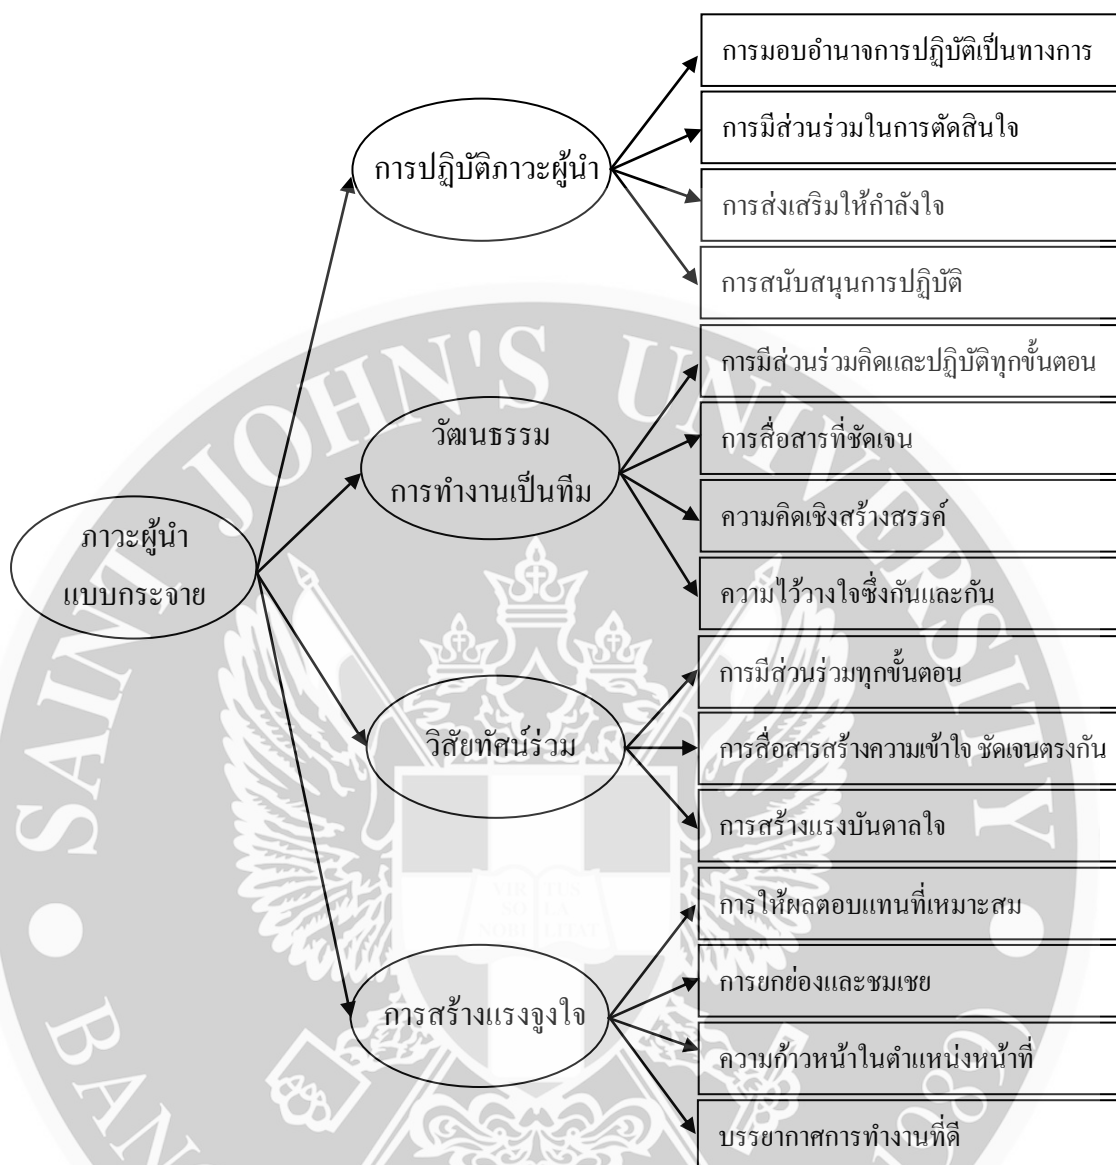 การมอบอำนาจการปฏิบัติเป็นทางการ
การมีส่วนร่วมในการตัดสินใจ
การปฏิบัติภาวะผู้นำ
การส่งเสริมให้กำลังใจ
การสนับสนุนการปฏิบัติ
การมีส่วนร่วมคิดและปฏิบัติทุกขั้นตอน
วัฒนธรรม
การทำงานเป็นทีม
การสื่อสารที่ชัดเจน
ความคิดเชิงสร้างสรรค์
ความไว้วางใจซึ่งกันและกัน
ภาวะผู้นำ
แบบกระจาย
การมีส่วนร่วมทุกขั้นตอน
วิสัยทัศน์ร่วม
การสื่อสารสร้างความเข้าใจ ชัดเจนตรงกัน
การสร้างแรงบันดาลใจ
การให้ผลตอบแทนที่เหมาะสม
การยกย่องและชมเชย
การสร้างแรงจูงใจ
ความก้าวหน้าในตำแหน่งหน้าที่
บรรยากาศการทำงานที่ดี
SAINT JOHN'S UNIVERSITY
VIRTUS
SOLA
NOBILITAT
BAN
1989)